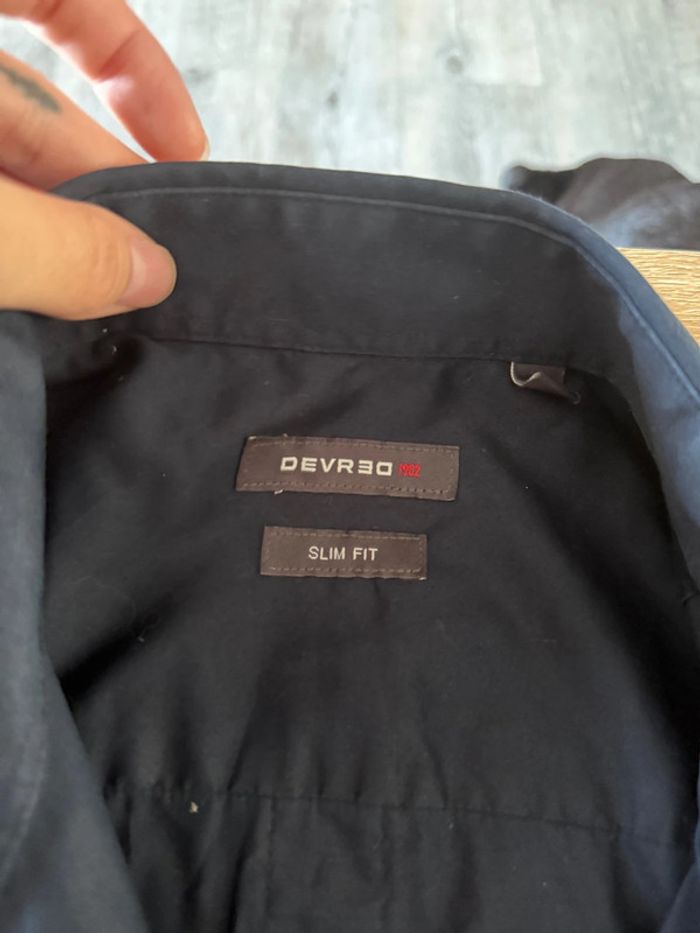 DEVRED 1902
SLIM FIT